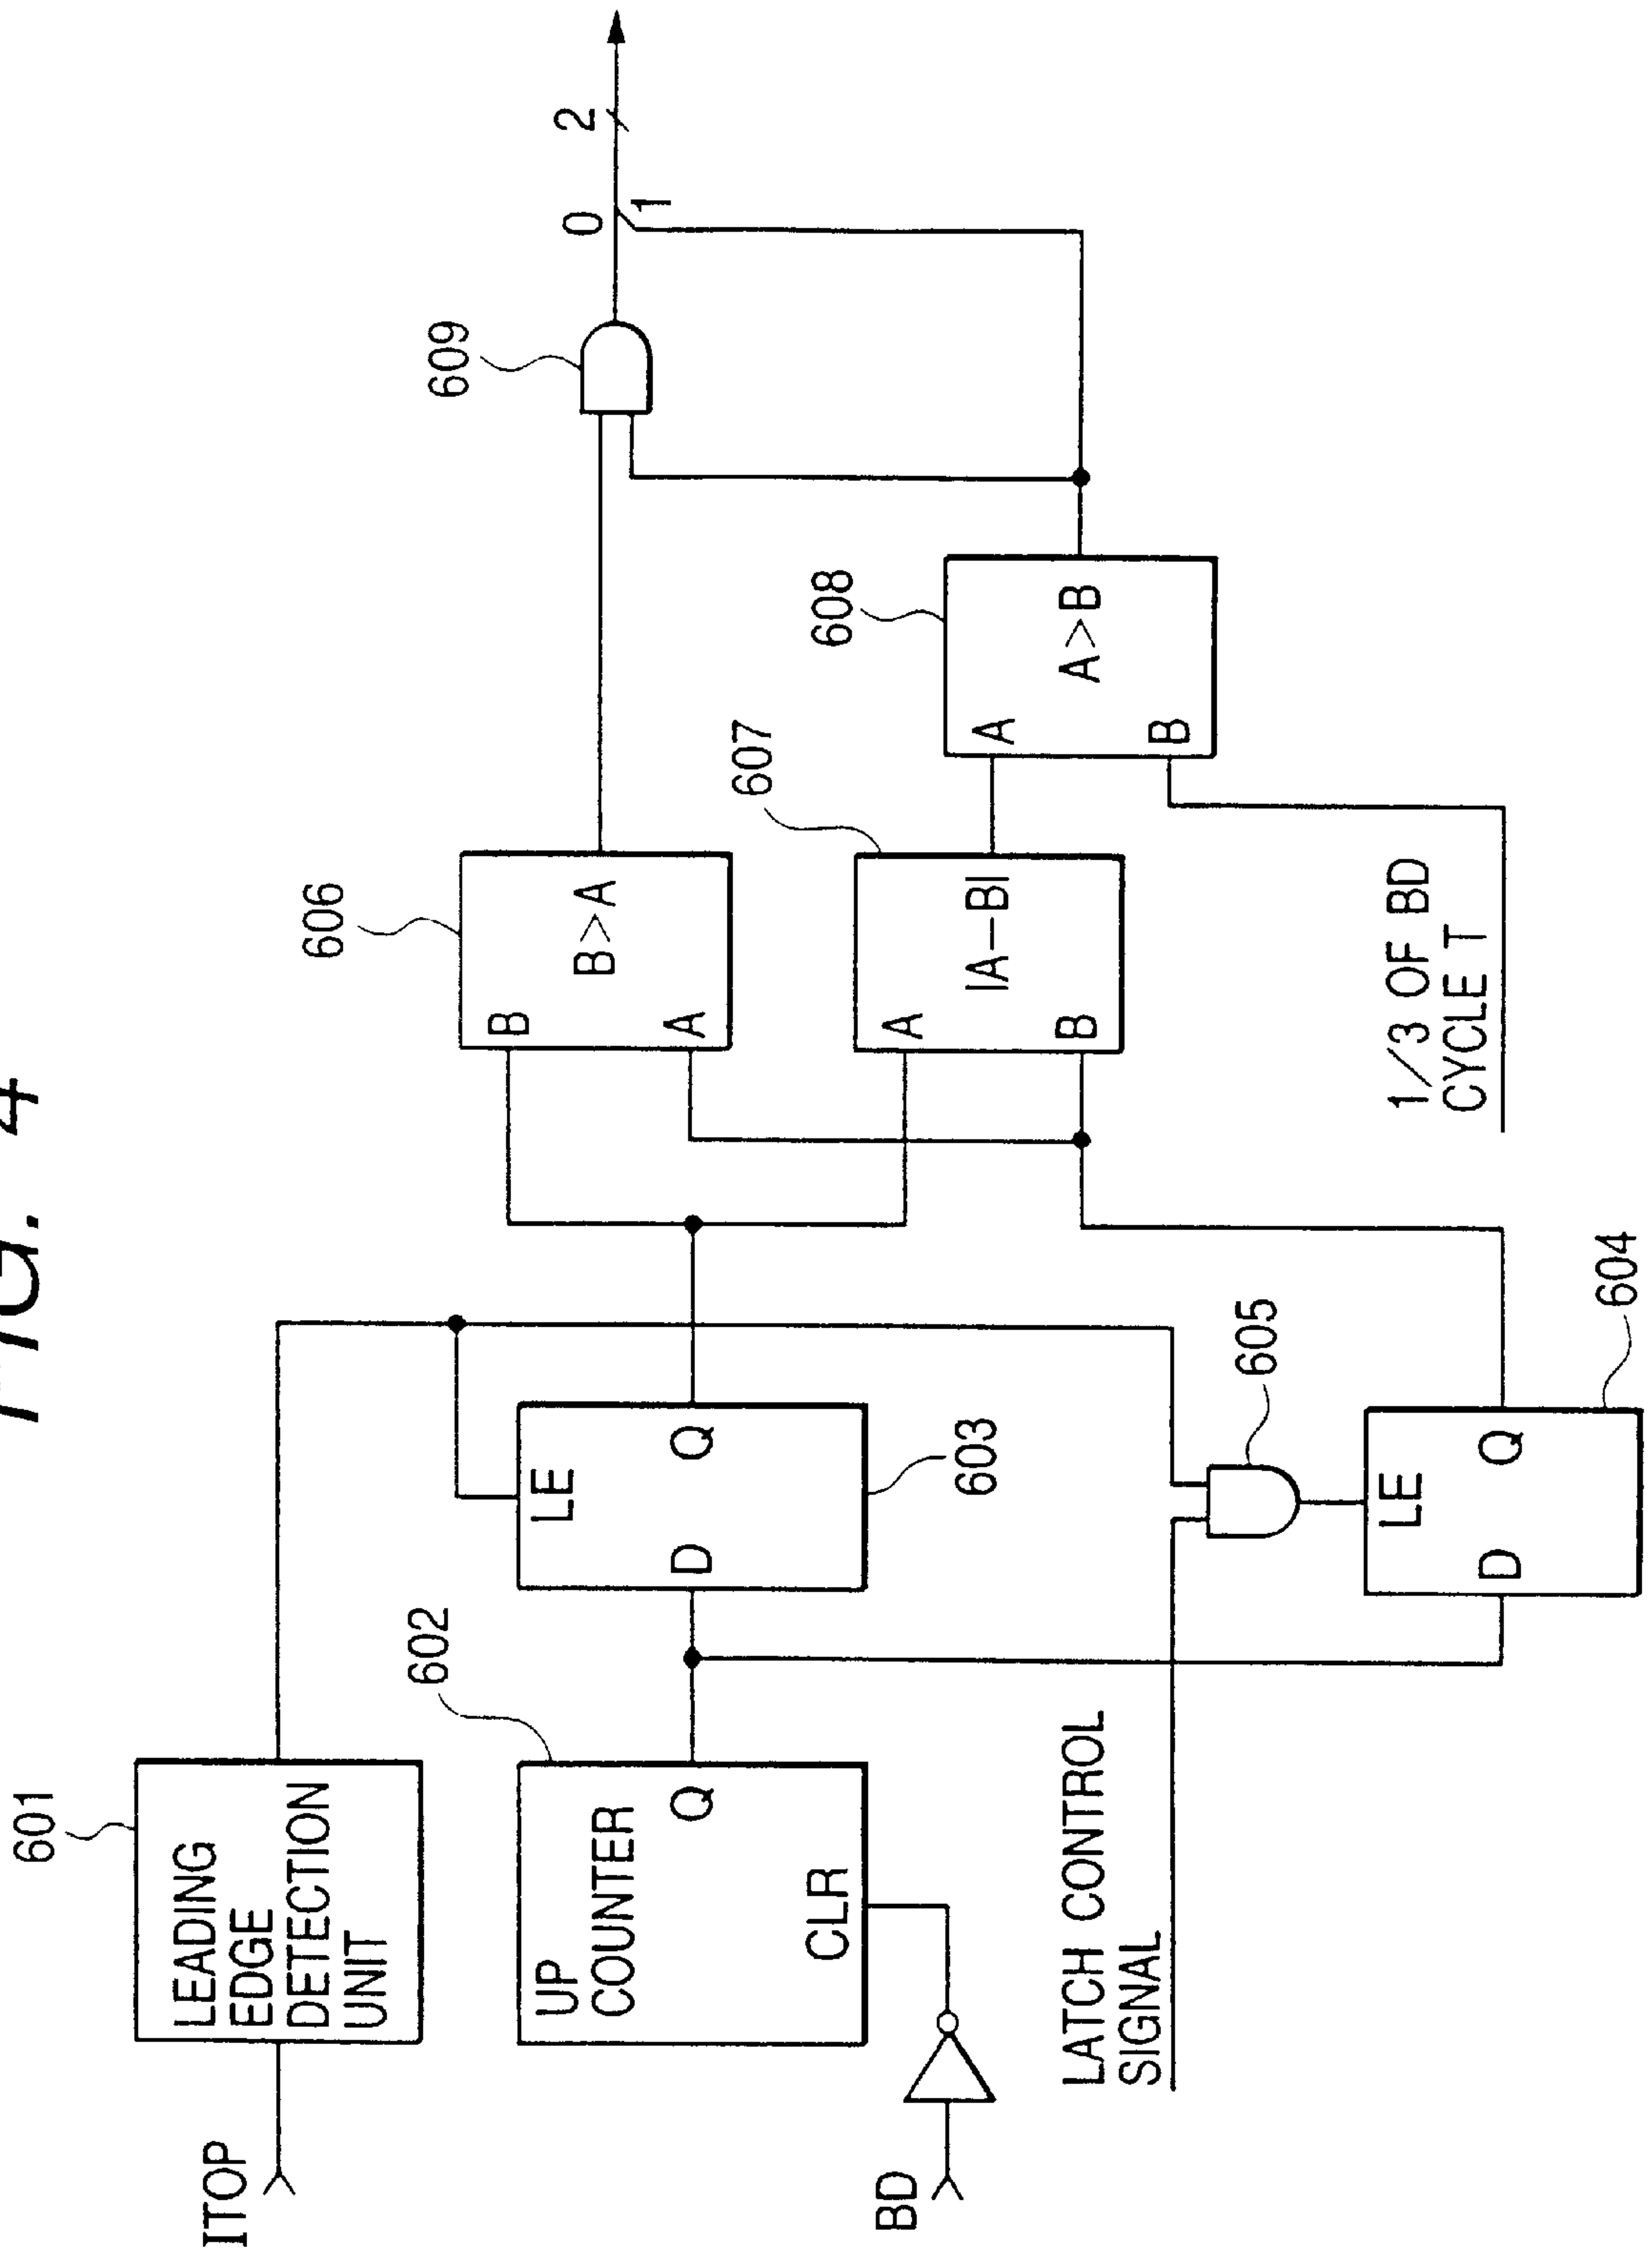 FIG. 4
601
LEADING
EDGE
DETECTION
UNIT
ITOP
602
UP
COUNTER
Q
CLR
BD
LE
D
Q
603
LATCH CONTROL
SIGNAL
605
LE
D
Q
604
606
B
B>A
A
607
A
|A-B|
B
608
A
A>B
B
1/3 OF BD
CYCLE T
609
0
1
2